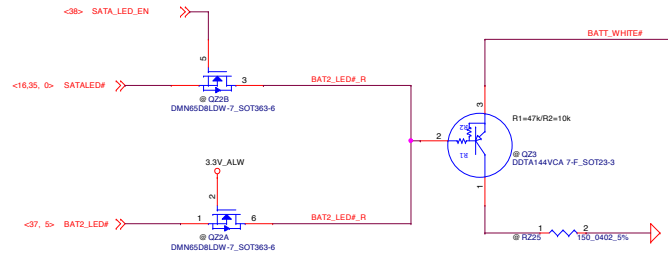 <38> SATA_LED_EN
BATT_WHITE#
5
<16,35, 0> SATALED#
4
3
BAT2_LED#_R
@ QZ2B
DMN65D8LDW-7_SOT363-6
3
R1=47k/R2=10k
R2
2
R1
@ QZ3
DDTA144VCA 7-F_SOT23-3
3.3V_ALW
2
1
<37, 5> BAT2_LED#
1
6
BAT2_LED#_R
@ QZ2A
DMN65D8LDW-7_SOT363-6
1
2
@ RZ25
150_0402_5%